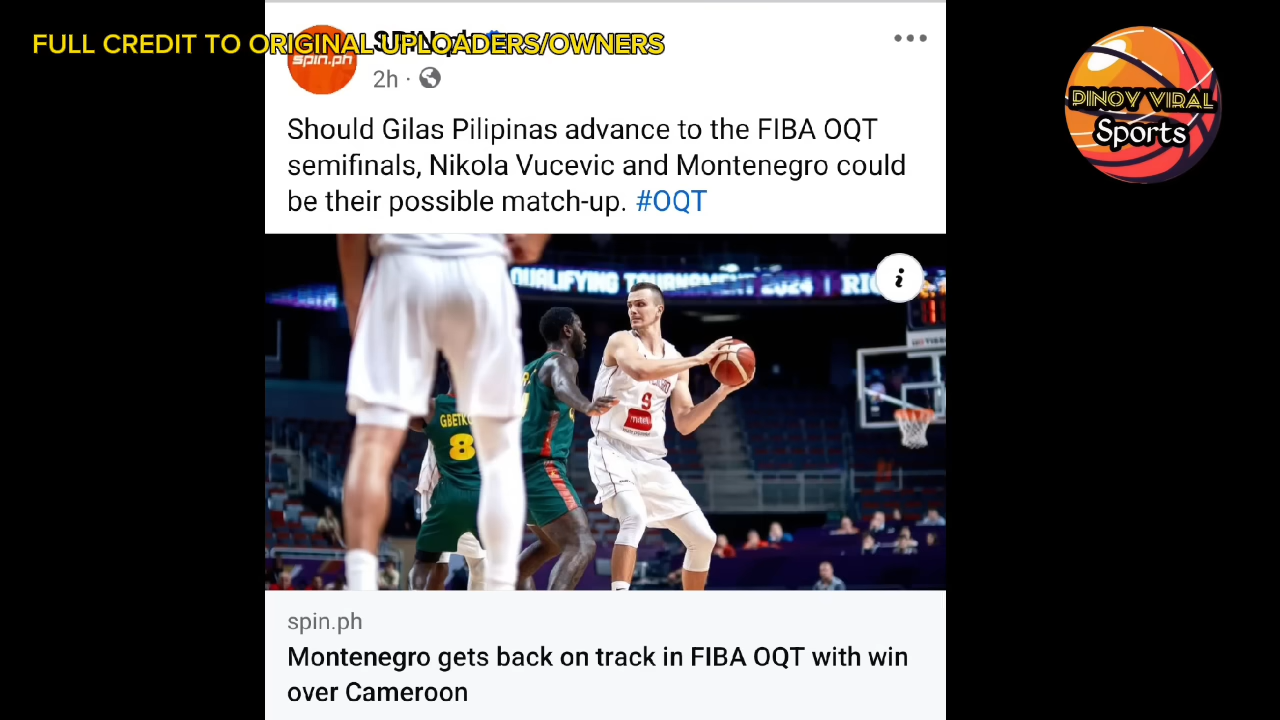 FULL CREDIT TO ORIGINAL UPLOADERS/OWNERS
spin.ph
2h ·
Should Gilas Pilipinas advance to the FIBA OQT
semifinals, Nikola Vucevic and Montenegro could
be their possible match-up. #OQT
PINOY VIRAL
Sports
QUALIFYING TOURNAMENT 2024
i
8
9
spin.ph
Montenegro gets back on track in FIBA OQT with win
over Cameroon